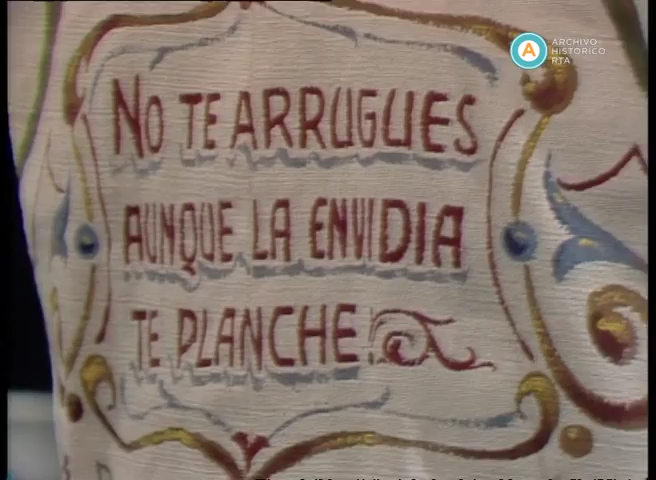 A ARCHIVO
HISTÓRICO
RTA
NO TE ARRUGUES
AUNQUE LA ENVIDIA
TE PLANCHE!